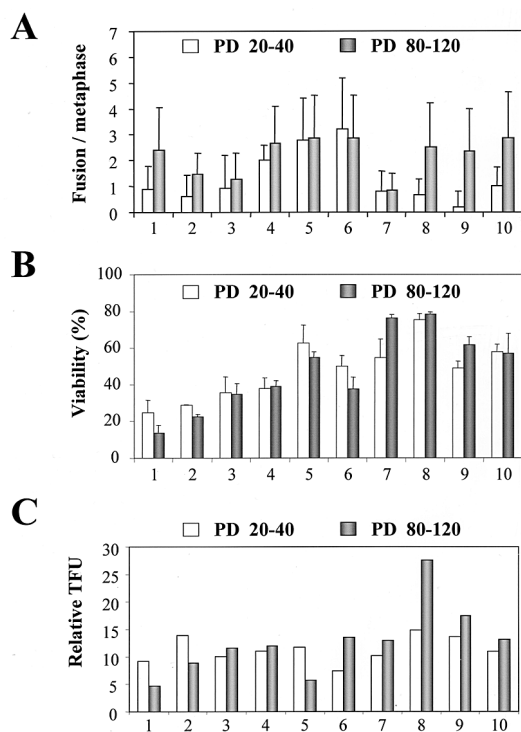 A
PD 20-40 PD 80-120
Fusion / metaphase
7
6
5
4
3
2
1
0
1 2 3 4 5 6 7 8 9 10
B
PD 20-40 PD 80-120
Viability (%)
100
80
60
40
20
0
1 2 3 4 5 6 7 8 9 10
C
PD 20-40 PD 80-120
Relative TFU
30
25
20
15
10
5
0
1 2 3 4 5 6 7 8 9 10